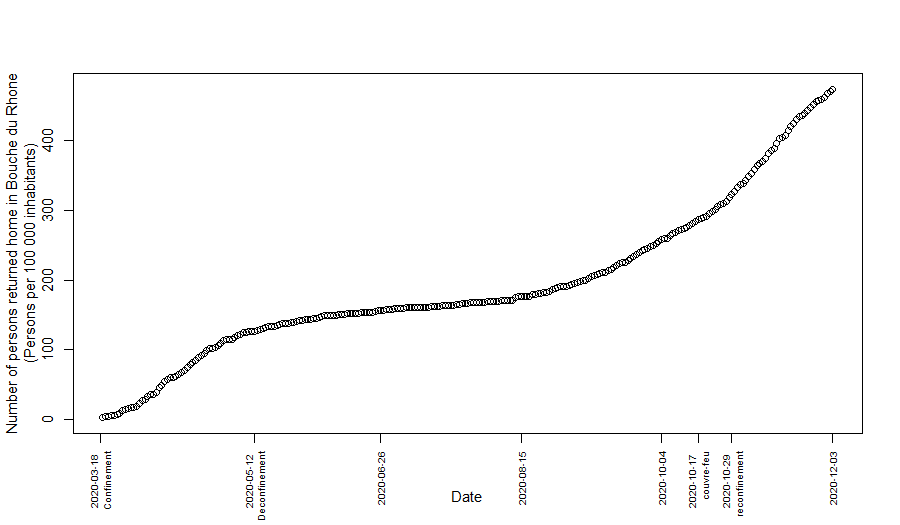 Number of persons returned home in Bouche du Rhone
(Persons per 100 000 inhabitants)
400
300
200
100
0
2020-03-18
Confinement
2020-05-12
Deconfinement
2020-06-26
2020-08-15
2020-10-04
2020-10-17
couvre-feu
2020-10-29
reconfinement
2020-12-03
Date